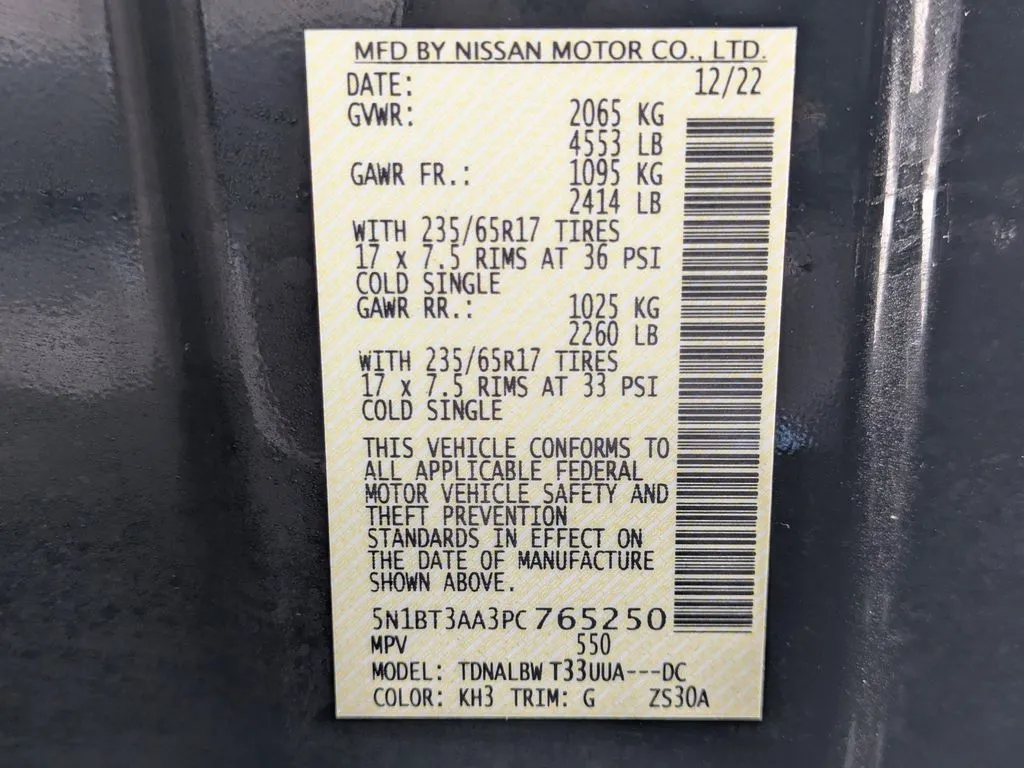 MFD BY NISSAN MOTOR CO., LTD.
DATE: 12/22
GVWR: 2065 KG
4553 LB
GAWR FR.: 1095 KG
2414 LB
WITH 235/65R17 TIRES
17 x 7.5 RIMS AT 36 PSI
COLD SINGLE
GAWR RR.: 1025 KG
2260 LB
WITH 235/65R17 TIRES
17 x 7.5 RIMS AT 33 PSI
COLD SINGLE
THIS VEHICLE CONFORMS TO
ALL APPLICABLE FEDERAL
MOTOR VEHICLE SAFETY AND
THEFT PREVENTION
STANDARDS IN EFFECT ON
THE DATE OF MANUFACTURE
SHOWN ABOVE.
5N1BT3AA3PC765250
MPV 550
MODEL: TDNALBW T33UUA---DC
COLOR: KH3 TRIM: G ZS30A